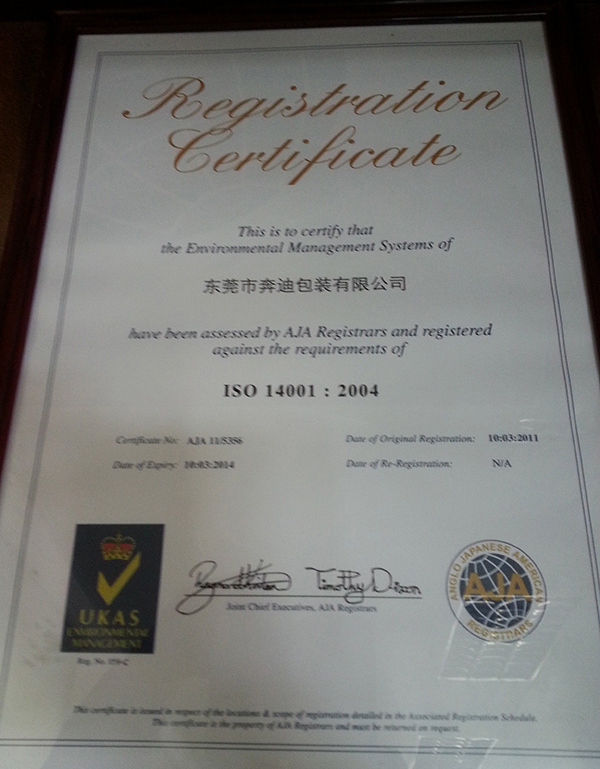 Registration
Certificate
This is to certify that
the Environmental Management Systems of
东莞市奔迪包装有限公司
have been assessed by AJA Registrars and registered
against the requirements of
ISO 14001 : 2004
Certificate No: AJA 11/5356 Date of Original Registration: 10:03:2011
Date of Expiry: 10:03:2014 Date of Re-Registration: N/A
Timothy Dixon
Joint Chief Executives, AJA Registrars
UKAS
ENVIRONMENTAL
MANAGEMENT
Reg. No.
ANGLO JAPANESE AMERICAN
AJA
REGISTRARS
This certificate is issued in respect of the locations & scope of registration detailed in the Associated Registration Schedule.
This certificate is the property of AJA Registrars and must be returned on request.